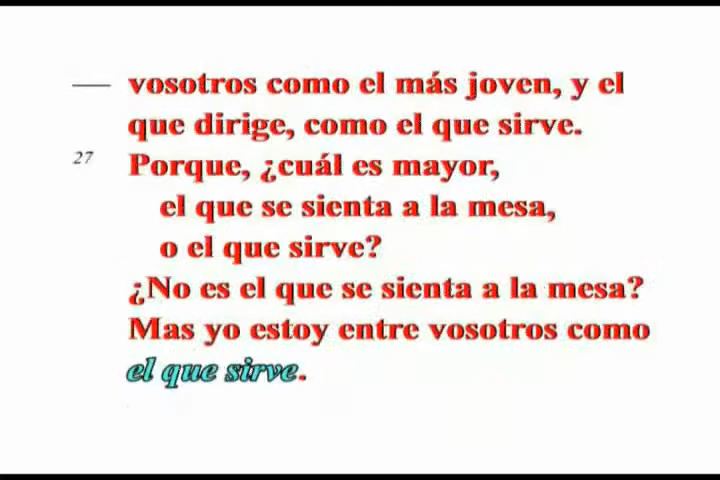 vosotros como el más joven, y el
que dirige, como el que sirve.
27 Porque, ¿cuál es mayor,
el que se sienta a la mesa,
o el que sirve?
¿No es el que se sienta a la mesa?
Mas yo estoy entre vosotros como
el que sirve.